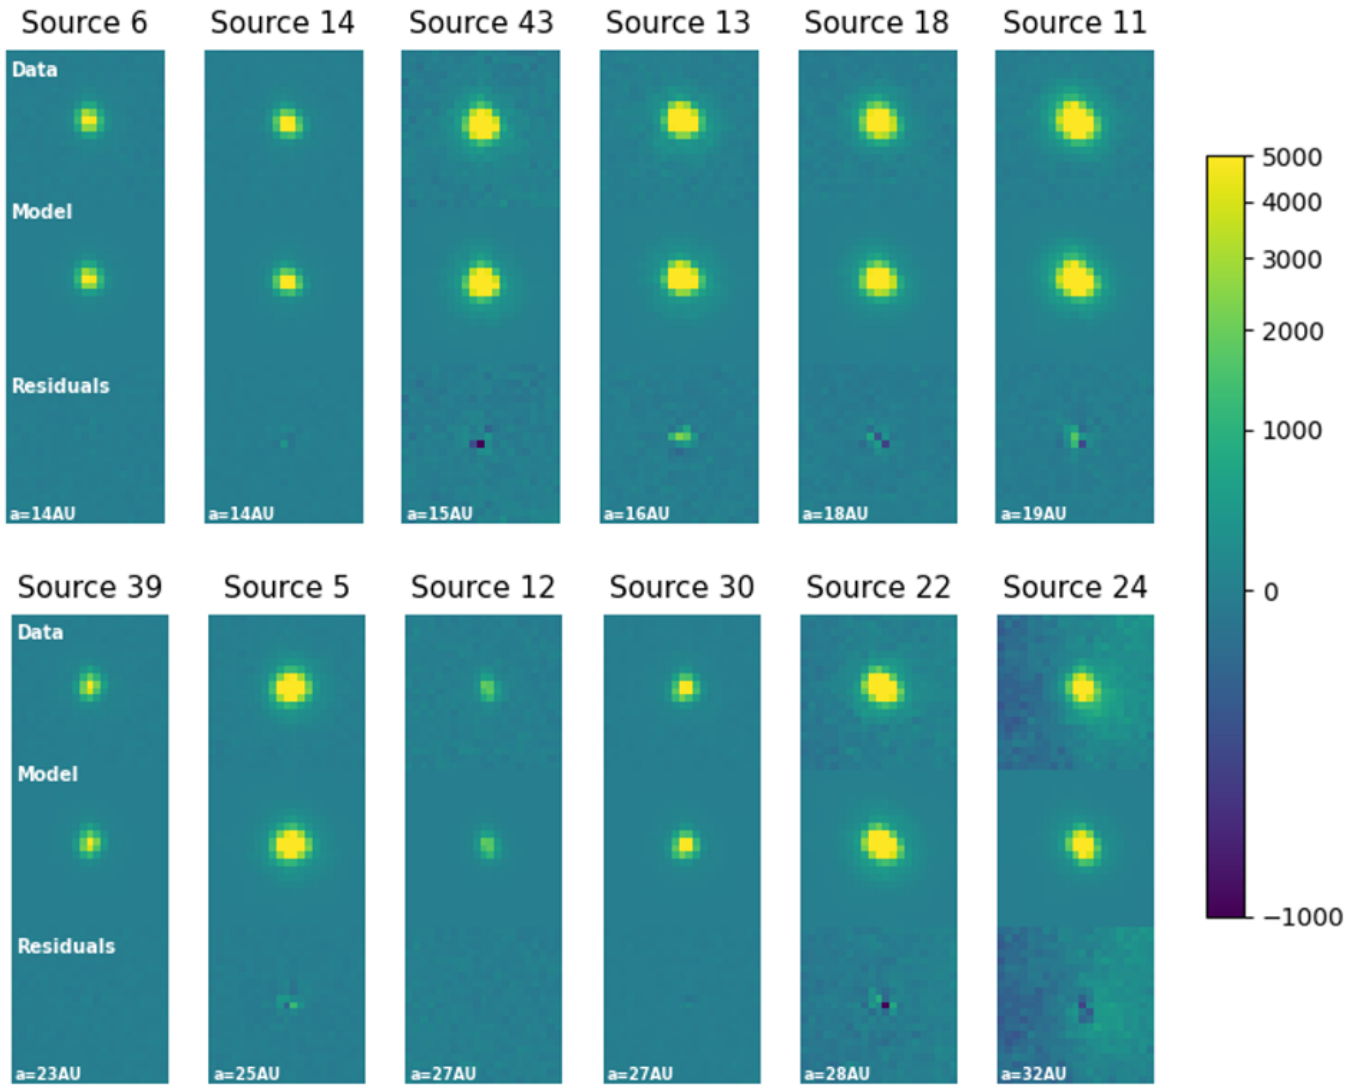 Source 6 Source 14 Source 43 Source 13 Source 18 Source 11
Data
Model
Residuals
a=14AU a=14AU a=15AU a=16AU a=18AU a=19AU
5000
4000
3000
2000
1000
0
−1000
Source 39 Source 5 Source 12 Source 30 Source 22 Source 24
Data
Model
Residuals
a=23AU a=25AU a=27AU a=27AU a=28AU a=32AU